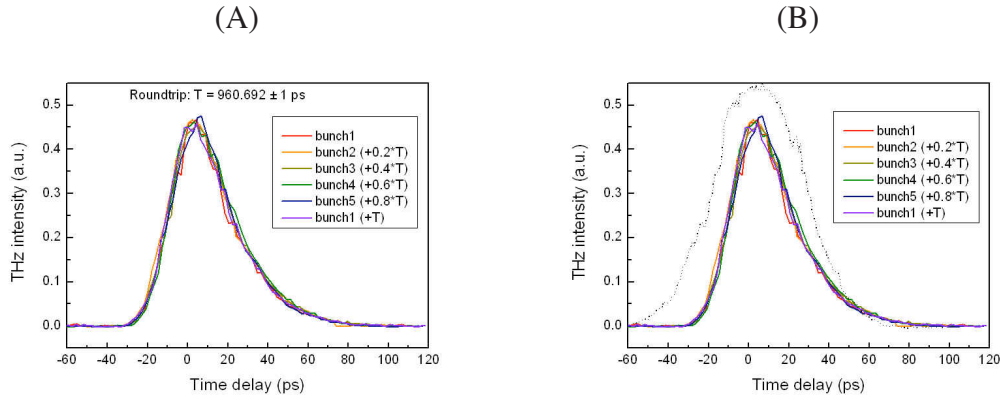 (A)
Roundtrip: T = 960.692 ± 1 ps
bunch1
bunch2 (+0.2*T)
bunch3 (+0.4*T)
bunch4 (+0.6*T)
bunch5 (+0.8*T)
bunch1 (+T)
THz intensity (a.u.)
0.5
0.4
0.3
0.2
0.1
0.0
-60 -40 -20 0 20 40 60 80 100 120
Time delay (ps)
(B)
bunch1
bunch2 (+0.2*T)
bunch3 (+0.4*T)
bunch4 (+0.6*T)
bunch5 (+0.8*T)
bunch1 (+T)
THz intensity (a.u.)
0.5
0.4
0.3
0.2
0.1
0.0
-60 -40 -20 0 20 40 60 80 100 120
Time delay (ps)